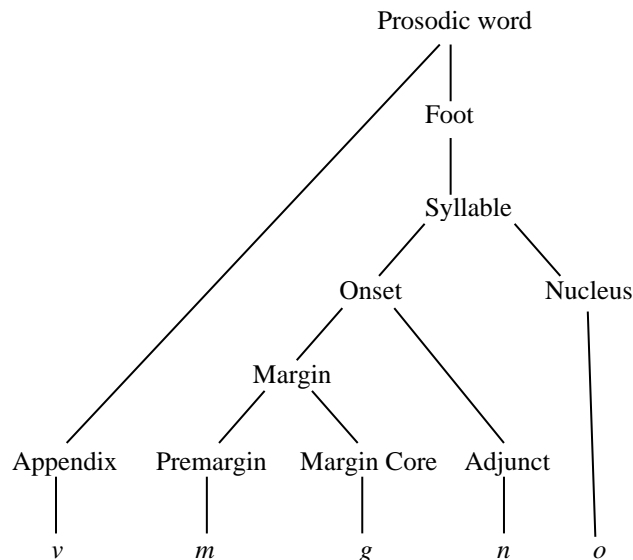 Prosodic word
Foot
Syllable
Onset Nucleus
Margin
Appendix Premargin Margin Core Adjunct
v m g n o